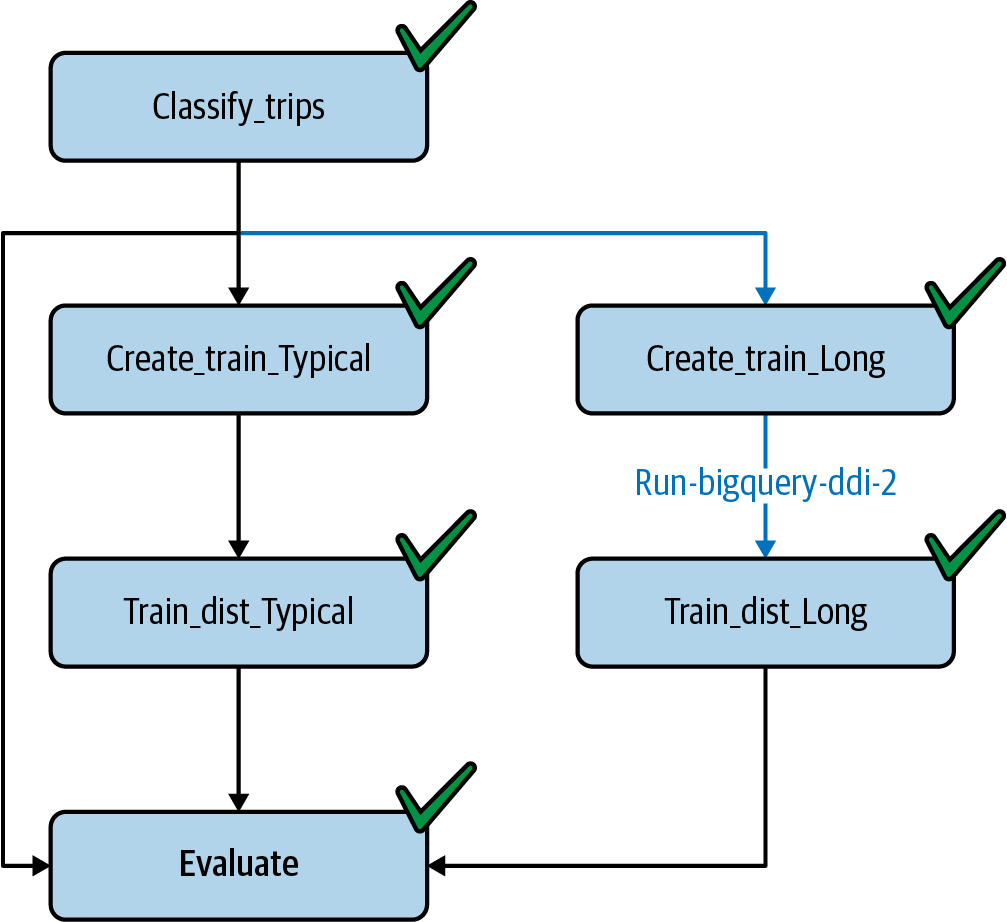 Classify_trips
Create_train_Typical
Create_train_Long
Run-bigquery-ddi-2
Train_dist_Typical
Train_dist_Long
Evaluate